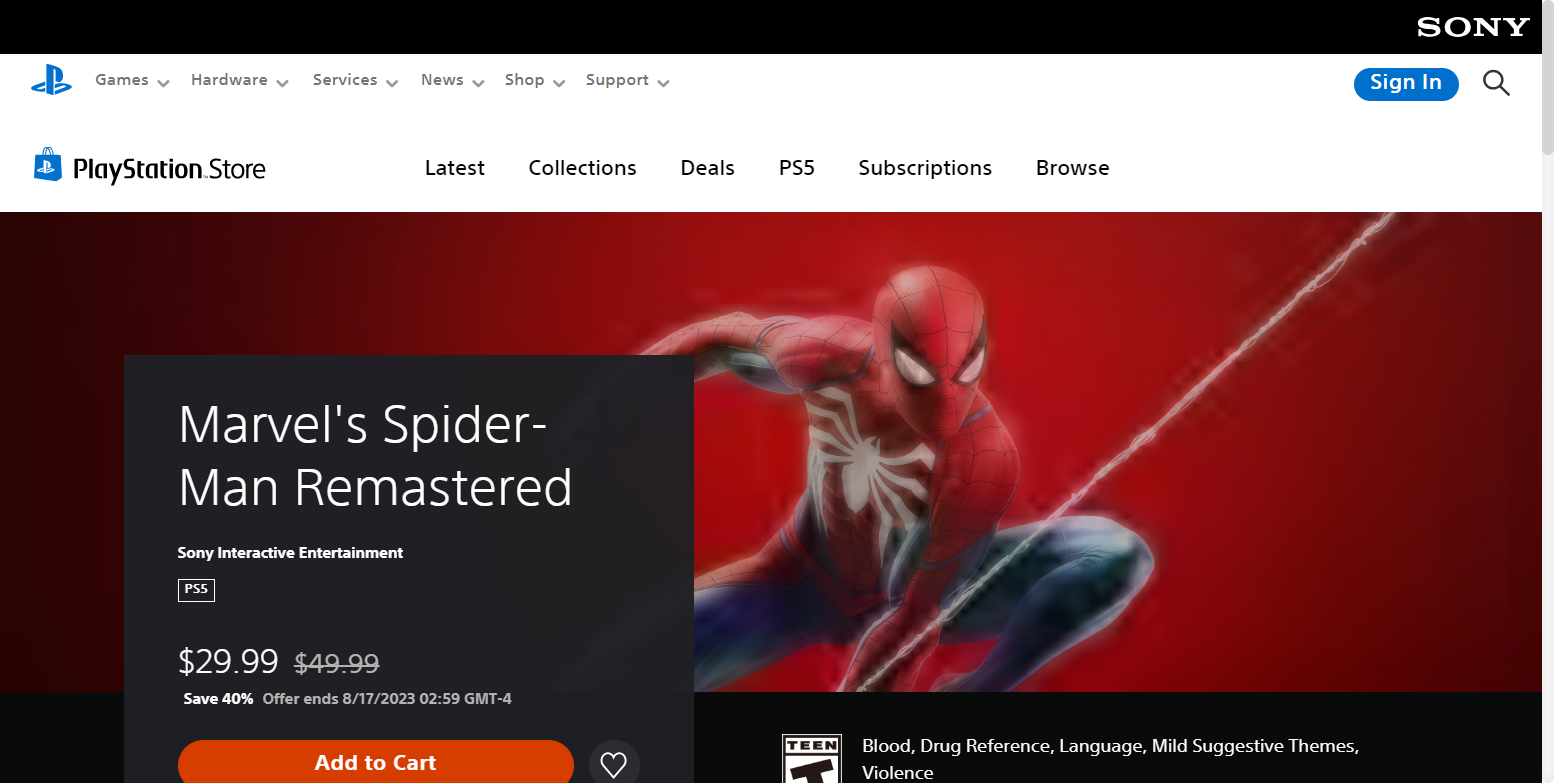 SONY
Games Hardware Services News Shop Support Sign In
PlayStation Store Latest Collections Deals PS5 Subscriptions Browse
Marvel's Spider-
Man Remastered
Sony Interactive Entertainment
PS5
$29.99 $49.99
Save 40% Offer ends 8/17/2023 02:59 GMT-4
Add to Cart
TEEN
T
Blood, Drug Reference, Language, Mild Suggestive Themes,
Violence